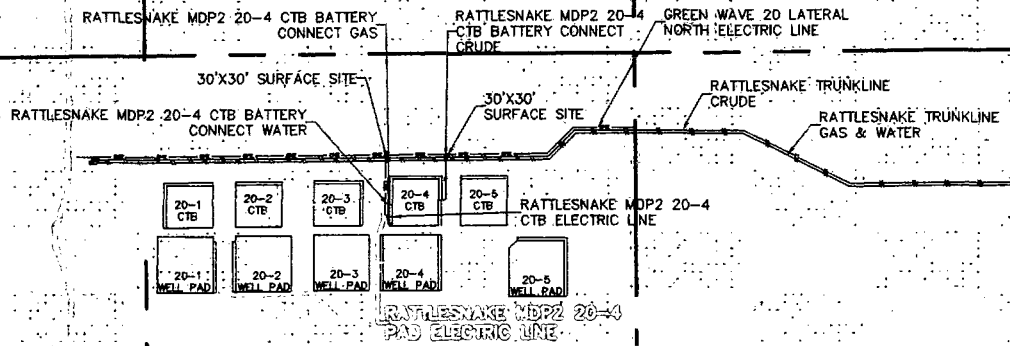 RATTLESNAKE MDP2 20-4 CTB BATTERY
CONNECT GAS
RATTLESNAKE MDP2 20-4
CTB BATTERY CONNECT
CRUDE
GREEN WAVE 20 LATERAL
NORTH ELECTRIC LINE
30'X30' SURFACE SITE
30'X30'
SURFACE SITE
RATTLESNAKE TRUNKLINE
CRUDE
RATTLESNAKE TRUNKLINE
GAS & WATER
RATTLESNAKE MDP2 20-4 CTB BATTERY
CONNECT WATER
20-1
CTB
20-2
CTB
20-3
CTB
20-4
CTB
20-5
CTB
RATTLESNAKE MDP2 20-4
CTB ELECTRIC LINE
20-1
WELL PAD
20-2
WELL PAD
20-3
WELL PAD
20-4
WELL PAD
20-5
WELL PAD
RATTLESNAKE MDP2 20-4
PAD ELECTRIC LINE